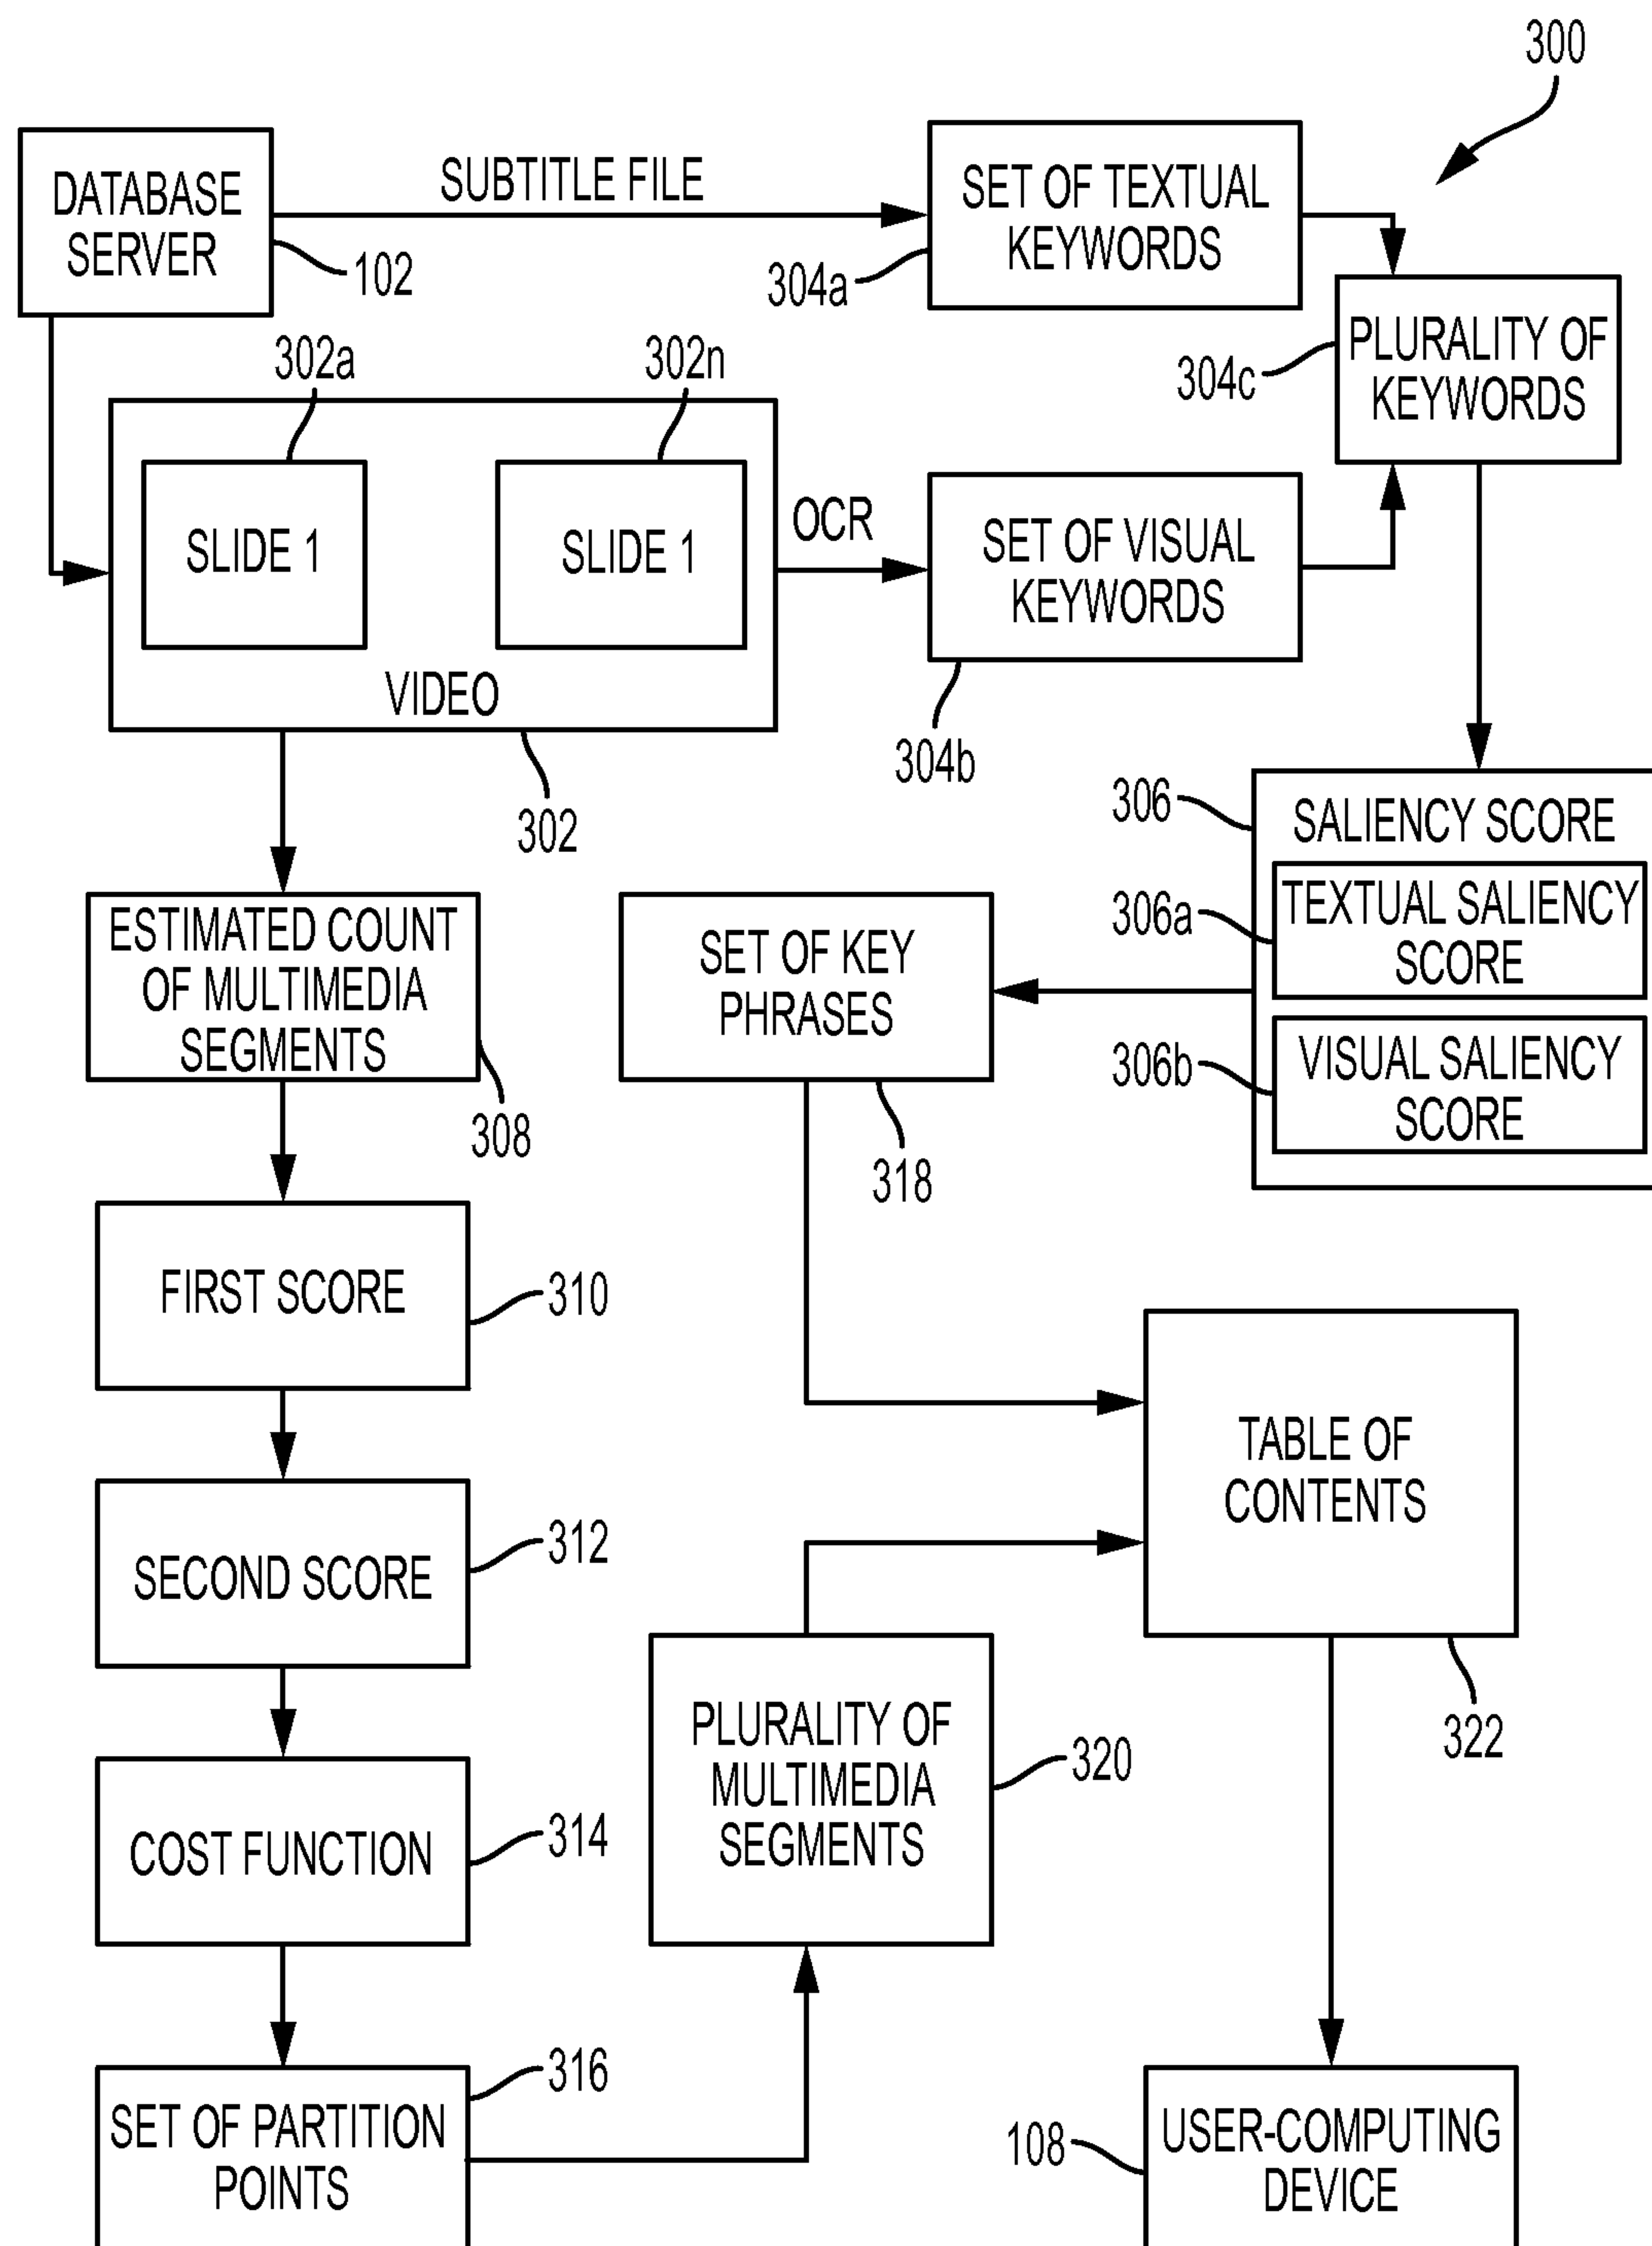 300
DATABASE
SERVER
102
SUBTITLE FILE
SET OF TEXTUAL
KEYWORDS
304a
PLURALITY OF
KEYWORDS
304c
302a
302n
SLIDE 1
SLIDE 1
VIDEO
302
OCR
SET OF VISUAL
KEYWORDS
304b
306
SALIENCY SCORE
306a
TEXTUAL SALIENCY
SCORE
306b
VISUAL SALIENCY
SCORE
ESTIMATED COUNT
OF MULTIMEDIA
SEGMENTS
308
SET OF KEY
PHRASES
318
FIRST SCORE
310
SECOND SCORE
312
COST FUNCTION
314
SET OF PARTITION
POINTS
316
PLURALITY OF
MULTIMEDIA
SEGMENTS
320
TABLE OF
CONTENTS
322
108
USER-COMPUTING
DEVICE